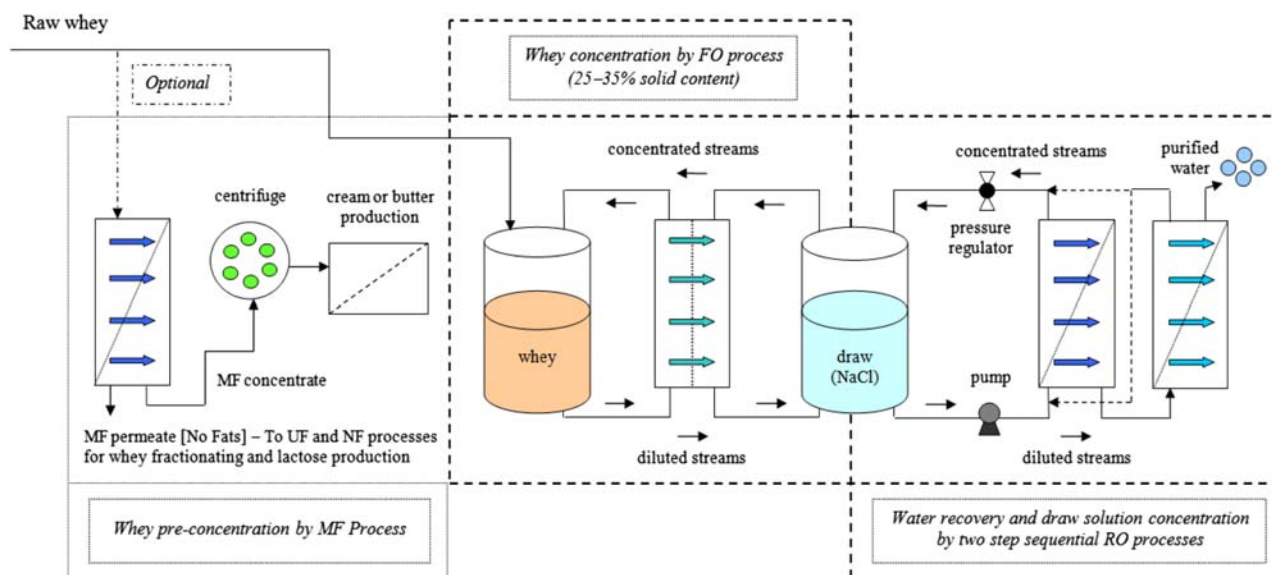 Raw whey
Optional
Whey concentration by FO process
(25–35% solid content)
concentrated streams
concentrated streams
purified
water
centrifuge
cream or butter
production
pressure
regulator
whey
draw
(NaCl)
pump
MF concentrate
MF permeate [No Fats] – To UF and NF processes
for whey fractionating and lactose production
diluted streams
diluted streams
Whey pre-concentration by MF Process
Water recovery and draw solution concentration
by two step sequential RO processes